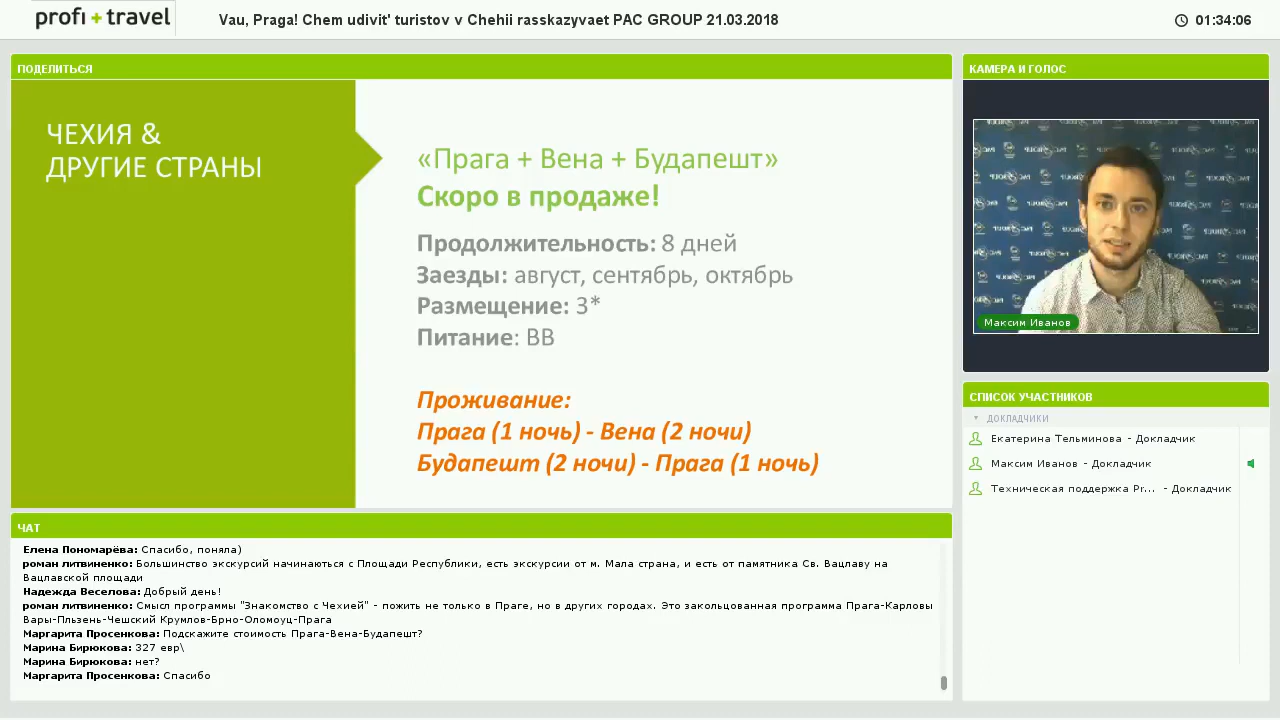 profi + travel
Vau, Praga! Chem udivit' turistov v Chehii rasskazyvaet PAC GROUP 21.03.2018
01:34:06
ПОДЕЛИТЬСЯ
ЧЕХИЯ &
ДРУГИЕ СТРАНЫ
«Прага + Вена + Будапешт»
Скоро в продаже!
Продолжительность: 8 дней
Заезды: август, сентябрь, октябрь
Размещение: 3*
Питание: BB
Проживание:
Прага (1 ночь) - Вена (2 ночи)
Будапешт (2 ночи) - Прага (1 ночь)
КАМЕРА И ГОЛОС
Максим Иванов
СПИСОК УЧАСТНИКОВ
ДОКЛАДЧИКИ
Екатерина Тельминова - Докладчик
Максим Иванов - Докладчик
Техническая поддержка Pr... - Докладчик
ЧАТ
Елена Пономарёва: Спасибо, поняла)
роман литвиненко: Большинство экскурсий начинаються с Площади Республики, есть экскурсии от м. Мала страна, и есть от памятника Св. Вацлаву на
Вацлавской площади
Надежда Веселова: Добрый день!
роман литвиненко: Смысл программы "Знакомство с Чехией" - пожить не только в Праге, но в других городах. Это закольцованная программа Прага-Карловы
Вары-Пльзень-Чешский Крумлов-Брно-Оломоуц-Прага
Маргарита Просенкова: Подскажите стоимость Прага-Вена-Будапешт?
Марина Бирюкова: 327 евр\
Марина Бирюкова: нет?
Маргарита Просенкова: Спасибо